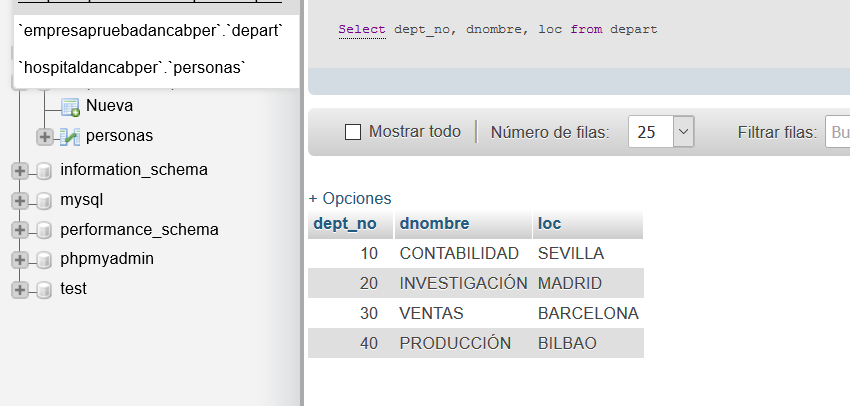 `empresapruebadancabper`.`depart`
`hospitaldancabper`.`personas`
Nueva
personas
information_schema
mysql
performance_schema
phpmyadmin
test
Select dept_no, dnombre, loc from depart
Mostrar todo Número de filas: 25 Filtrar filas: Bu
+ Opciones
dept_no dnombre loc
10 CONTABILIDAD SEVILLA
20 INVESTIGACIÓN MADRID
30 VENTAS BARCELONA
40 PRODUCCIÓN BILBAO